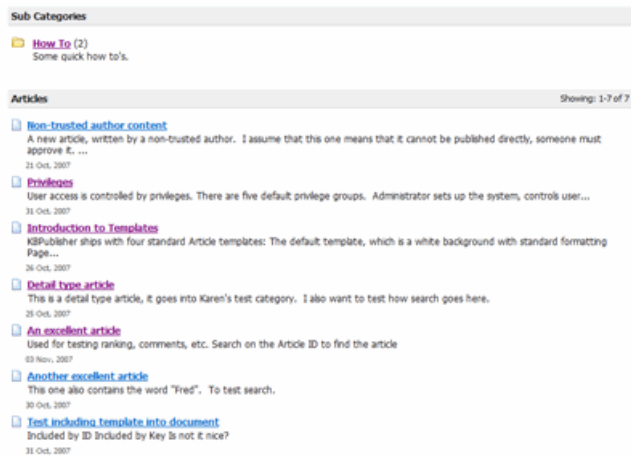 Sub Categories
How To (2)
Some quick how to's.
Articles Showing: 1-7 of 7
Non-trusted author content
A new article, written by a non-trusted author. I assume that this one means that it cannot be published directly, someone must
approve it. ...
21 Oct, 2007
Privileges
User access is controlled by privileges. There are five default privilege groups. Administrator sets up the system, controls user...
31 Oct, 2007
Introduction to Templates
KBPublisher ships with four standard Article templates: The default template, which is a white background with standard formatting
Page...
26 Oct, 2007
Detail type article
This is a detail type article, it goes into Karen's test category. I also want to test how search goes here.
25 Oct, 2007
An excellent article
Used for testing ranking, comments, etc. Search on the Article ID to find the article
03 Nov, 2007
Another excellent article
This one also contains the word "Fred". To test search.
30 Oct, 2007
Test including template into document
Included by ID Included by Key Is not it nice?
31 Oct, 2007